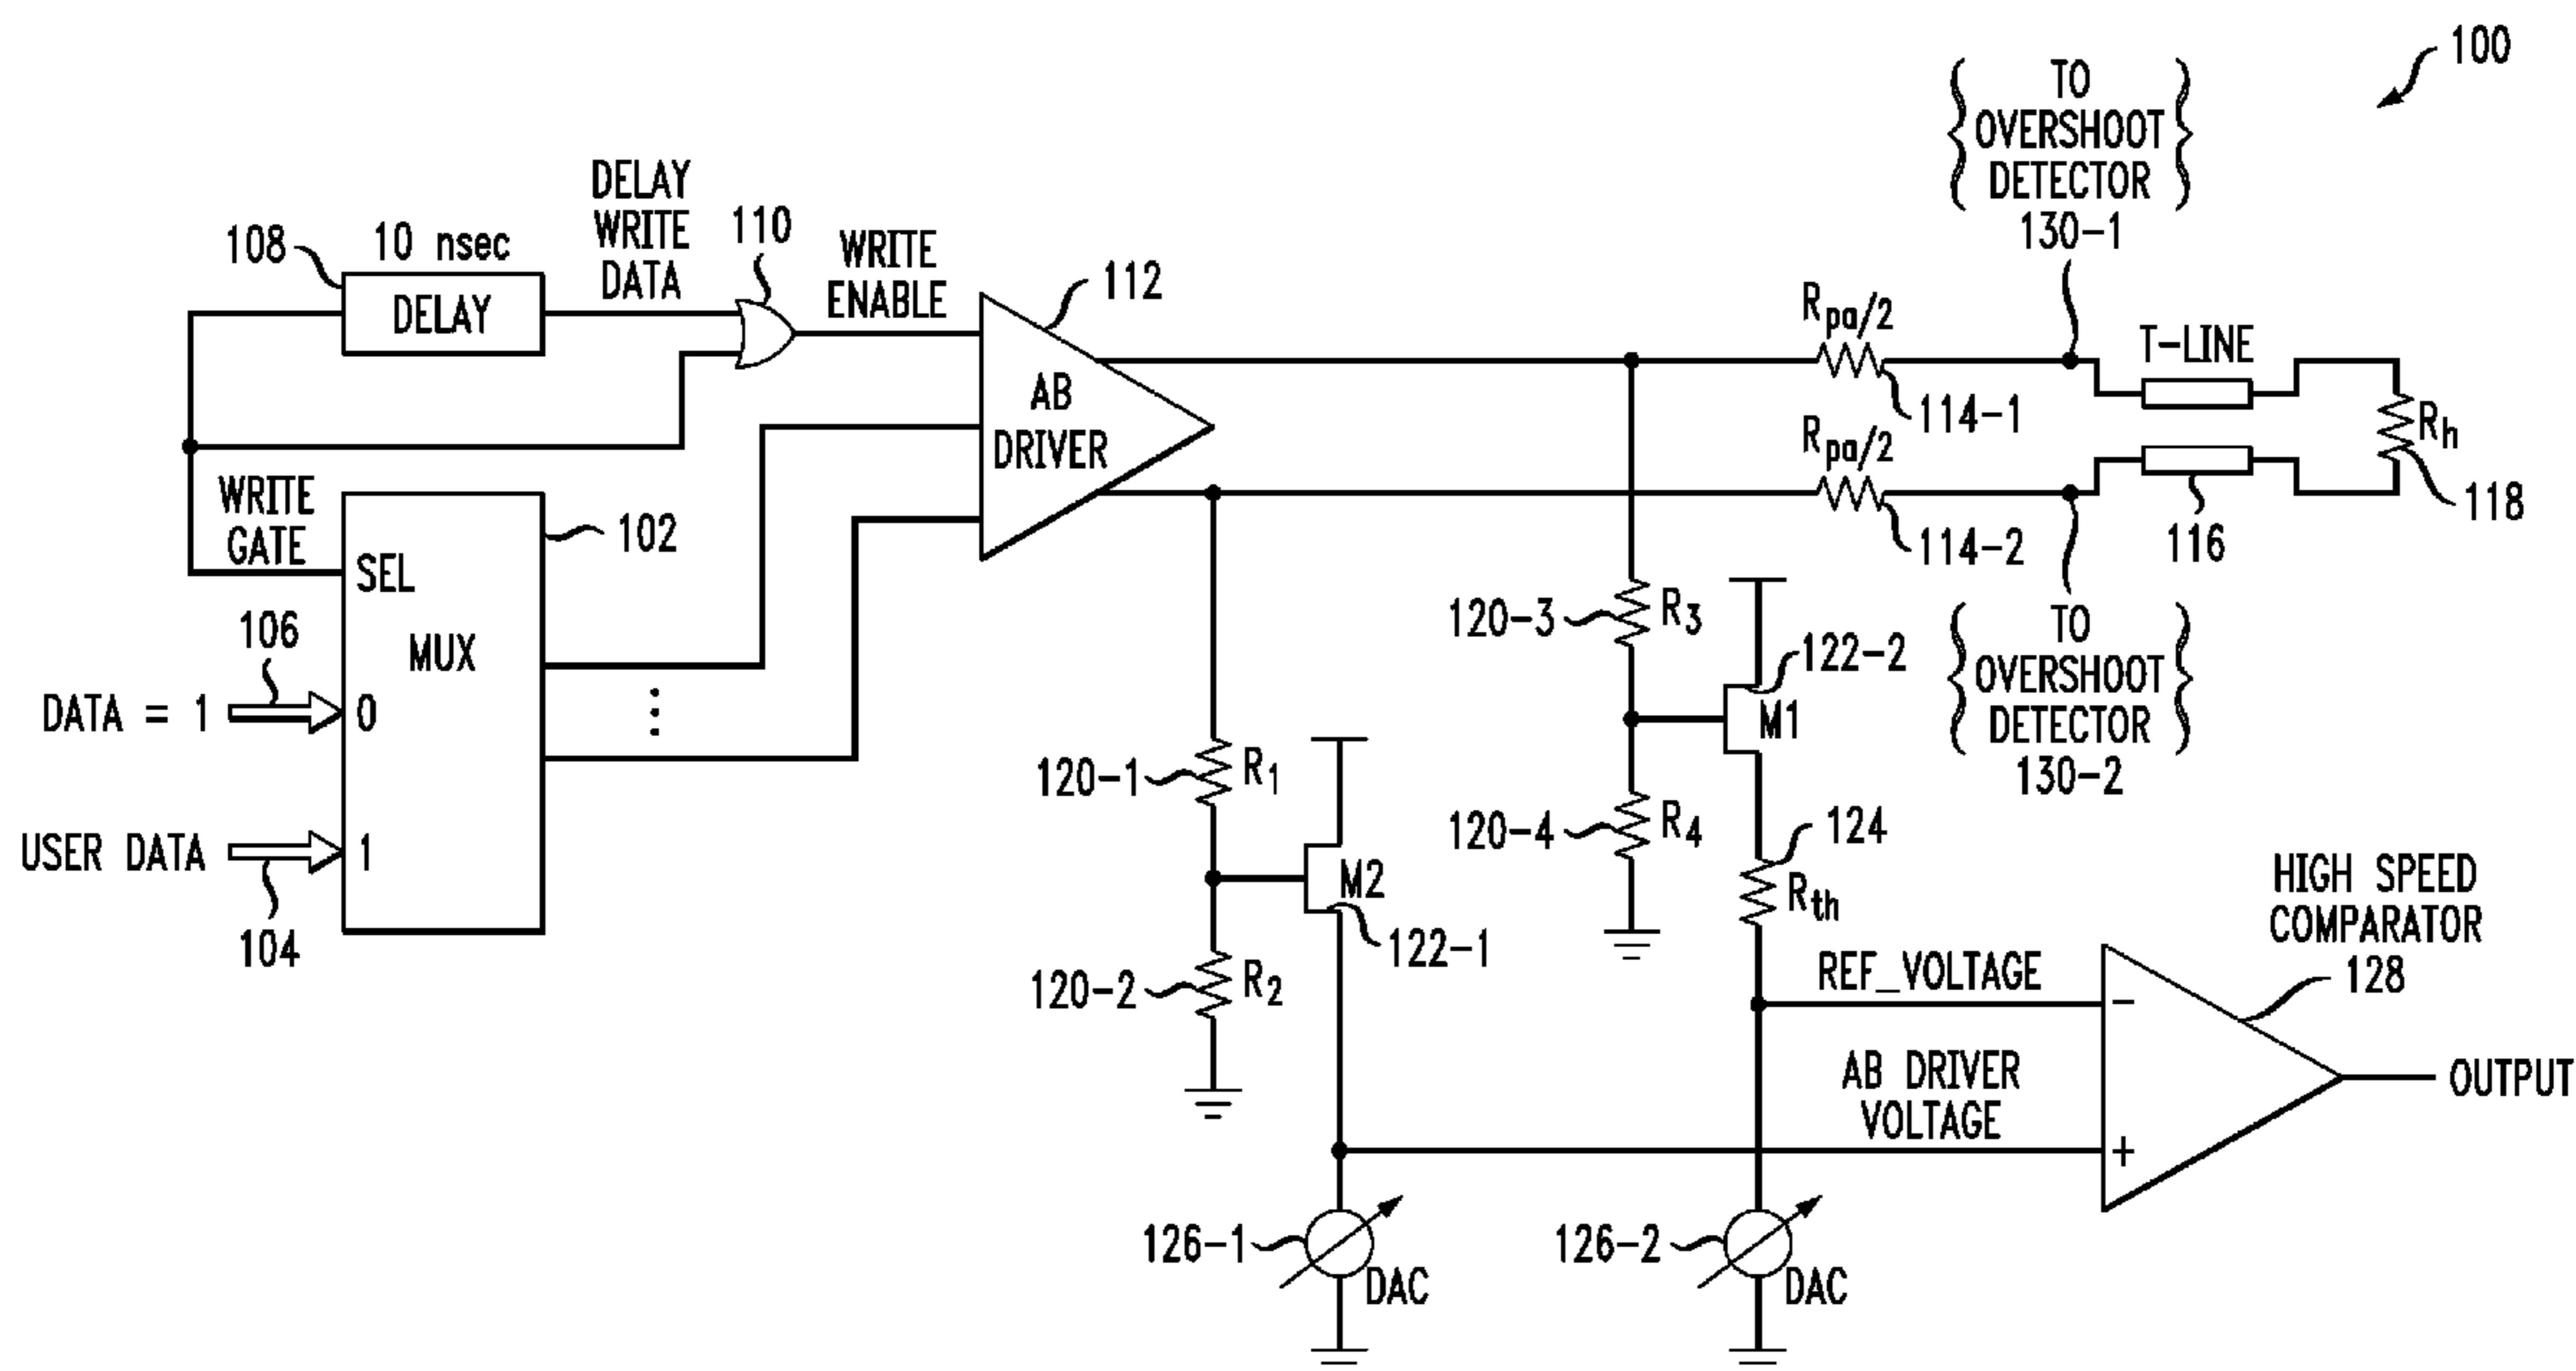 100
TO
OVERSHOOT
DETECTOR
130-1
DELAY
WRITE
DATA
108
10 nsec
DELAY
110
WRITE
ENABLE
112
AB
DRIVER
Rpa/2
114-1
Rpa/2
114-2
T-LINE
Rh
118
116
WRITE
GATE
SEL
MUX
102
106
DATA = 1
0
USER DATA
1
104
120-3
R3
122-2
M1
TO
OVERSHOOT
DETECTOR
130-2
120-1
R1
120-4
R4
124
Rth
M2
122-1
120-2
R2
HIGH SPEED
COMPARATOR
128
REF_VOLTAGE
−
AB DRIVER
VOLTAGE
+
OUTPUT
126-1
DAC
126-2
DAC